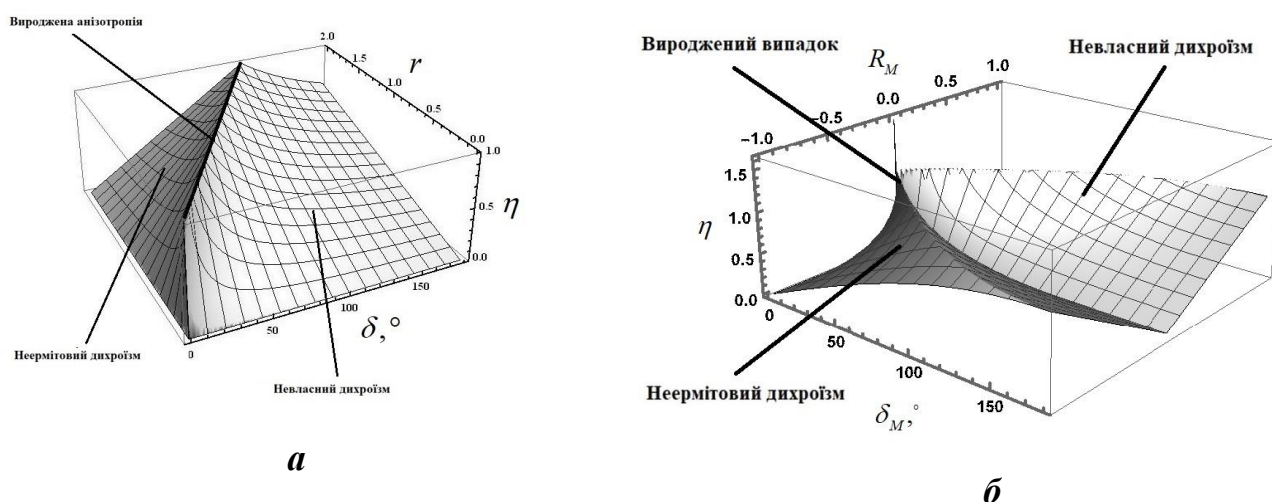 Вироджена анізотропія
2.0
1.5
r
1.0
0.5
0.0
1.0
η
0.5
0.0
150
100
δ,°
50
0
Неермітовий дихроїзм
Невласний дихроїзм
а
Вироджений випадок
Невласний дихроїзм
R_M
1.0
0.5
0.0
−0.5
−1.0
1.5
η
1.0
0.5
0.0
0
50
100
150
Неермітовий дихроїзм
δ_M,°
б